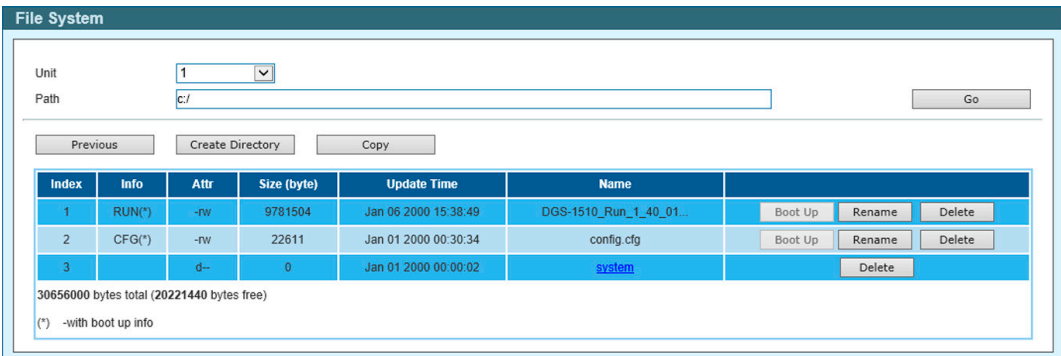 File System
Unit 1
Path c:/ Go
Previous Create Directory Copy
Index Info Attr Size (byte) Update Time Name
1 RUN(*) -rw 9781504 Jan 06 2000 15:38:49 DGS-1510_Run_1_40_01... Boot Up Rename Delete
2 CFG(*) -rw 22611 Jan 01 2000 00:30:34 config.cfg Boot Up Rename Delete
3 d-- 0 Jan 01 2000 00:00:02 system Delete
30656000 bytes total (20221440 bytes free)
(*) -with boot up info